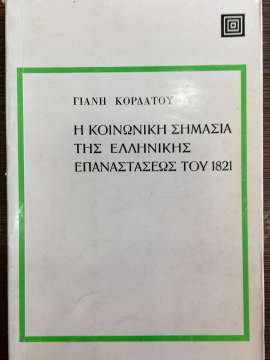 ΓΙΑΝΗ ΚΟΡΔΑΤΟΥ
Η ΚΟΙΝΩΝΙΚΗ ΣΗΜΑΣΙΑ
ΤΗΣ ΕΛΛΗΝΙΚΗΣ
ΕΠΑΝΑΣΤΑΣΕΩΣ ΤΟΥ 1821